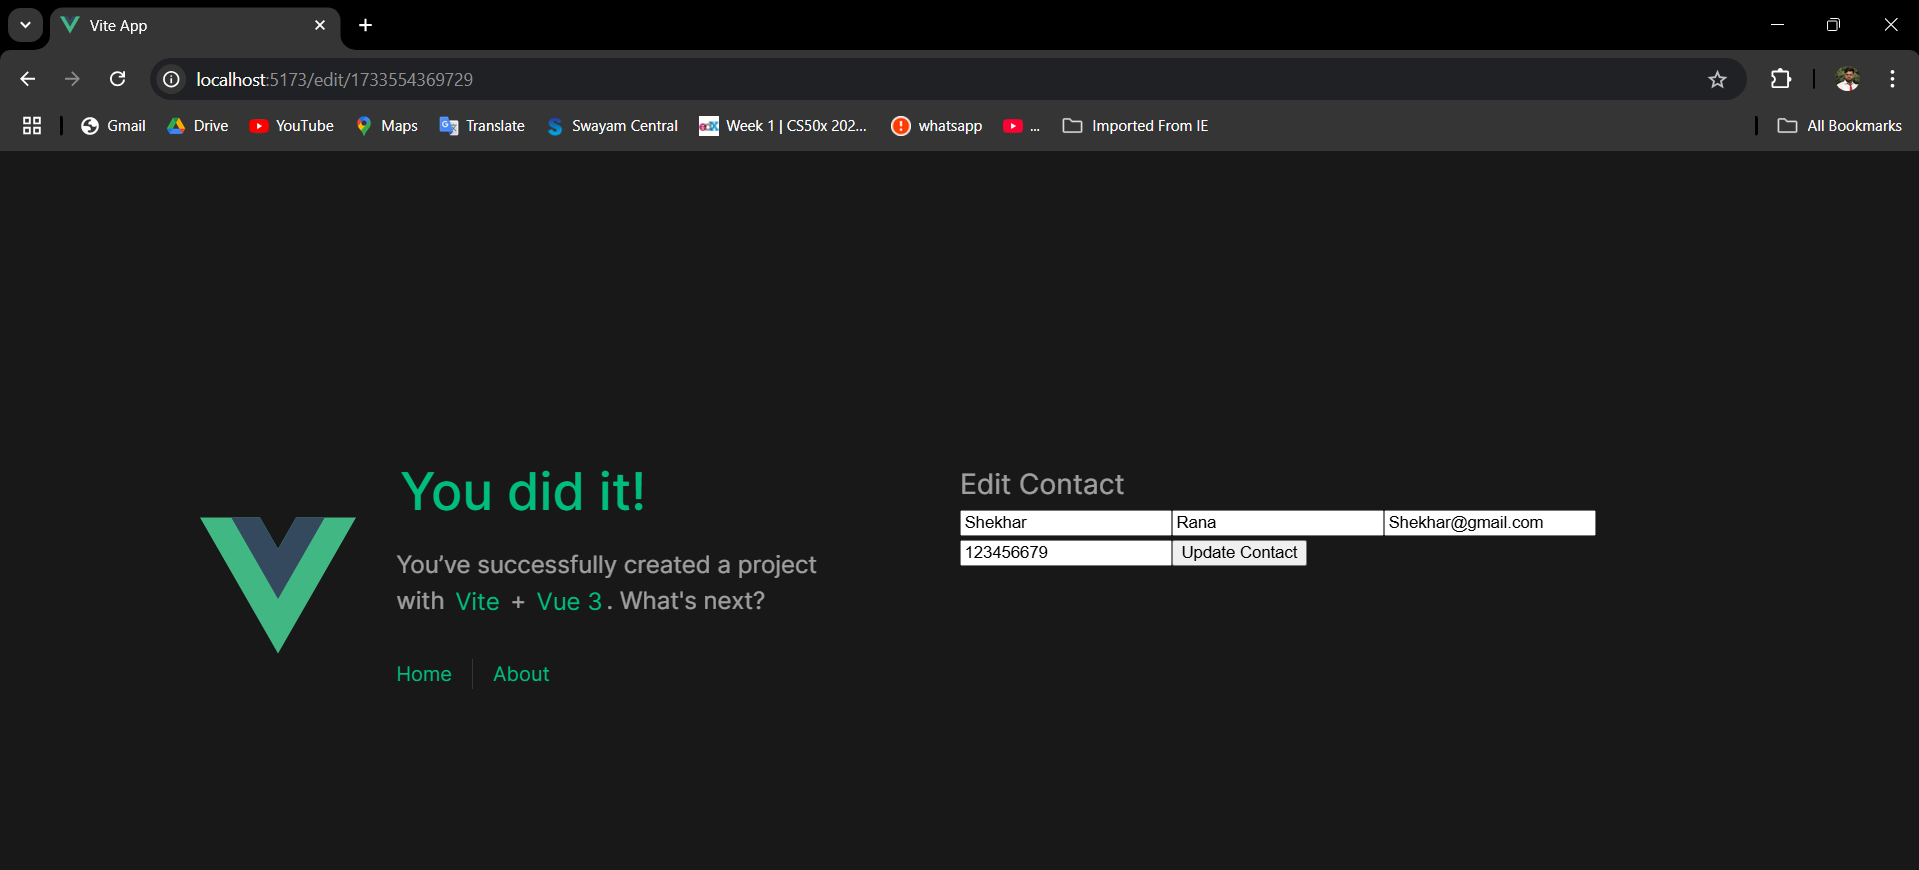 Vite App
localhost:5173/edit/1733554369729
Gmail Drive YouTube Maps Translate Swayam Central Week 1 | CS50x 202... whatsapp ... Imported From IE All Bookmarks
You did it!
You’ve successfully created a project
with Vite + Vue 3. What's next?
Home About
Edit Contact
Shekhar Rana Shekhar@gmail.com
123456679 Update Contact